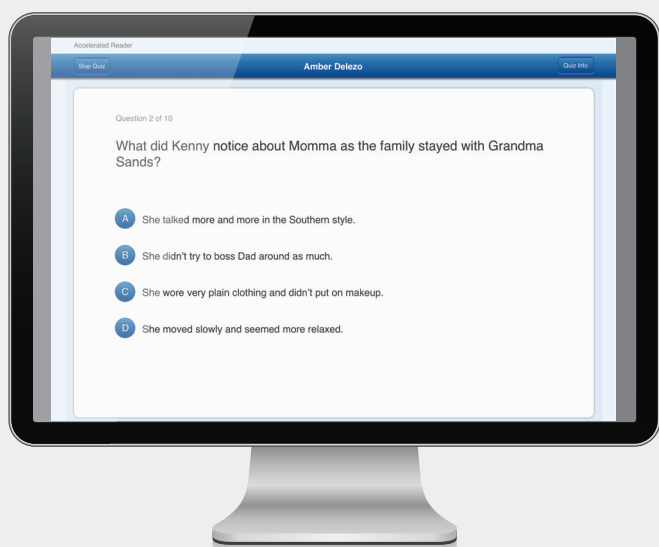 Accelerated Reader
Stop Quiz
Amber Delezo
Quiz Info
Question 2 of 10
What did Kenny notice about Momma as the family stayed with Grandma
Sands?
A She talked more and more in the Southern style.
B She didn't try to boss Dad around as much.
C She wore very plain clothing and didn't put on makeup.
D She moved slowly and seemed more relaxed.